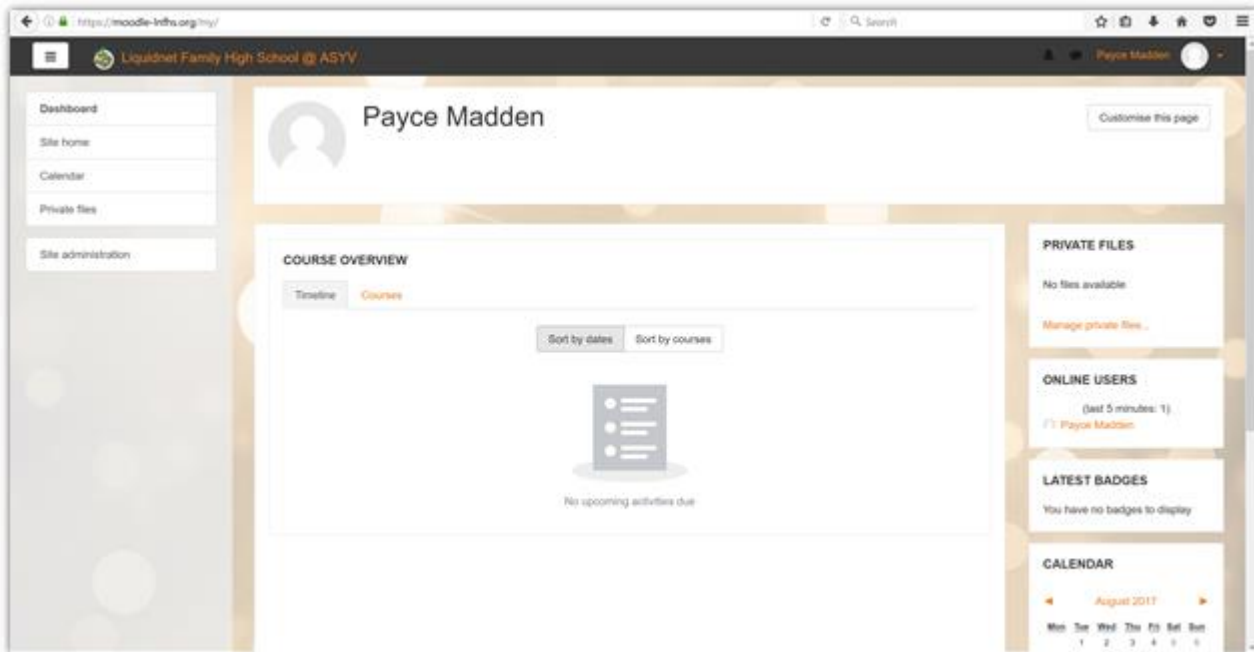 https://moodle-lnfhs.org/my/
Search
Liquidnet Family High School @ ASYV
Payce Madden
Dashboard
Site home
Calendar
Private files
Site administration
Payce Madden
Customise this page
COURSE OVERVIEW
Timeline Courses
Sort by dates Sort by courses
No upcoming activities due
PRIVATE FILES
No files available
Manage private files...
ONLINE USERS
(last 5 minutes: 1)
Payce Madden
LATEST BADGES
You have no badges to display
CALENDAR
◄ August 2017 ►
Mon Tue Wed Thu Fri Sat Sun
1 2 3 4 5 6